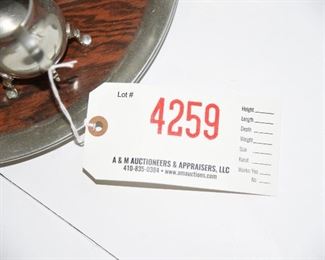 Lot #
4259
A & M AUCTIONEERS & APPRAISERS, LLC
410-835-0384 • www.amauctions.com
Height
Length
Depth
Weight
Size
Karat
Works: Yes
No